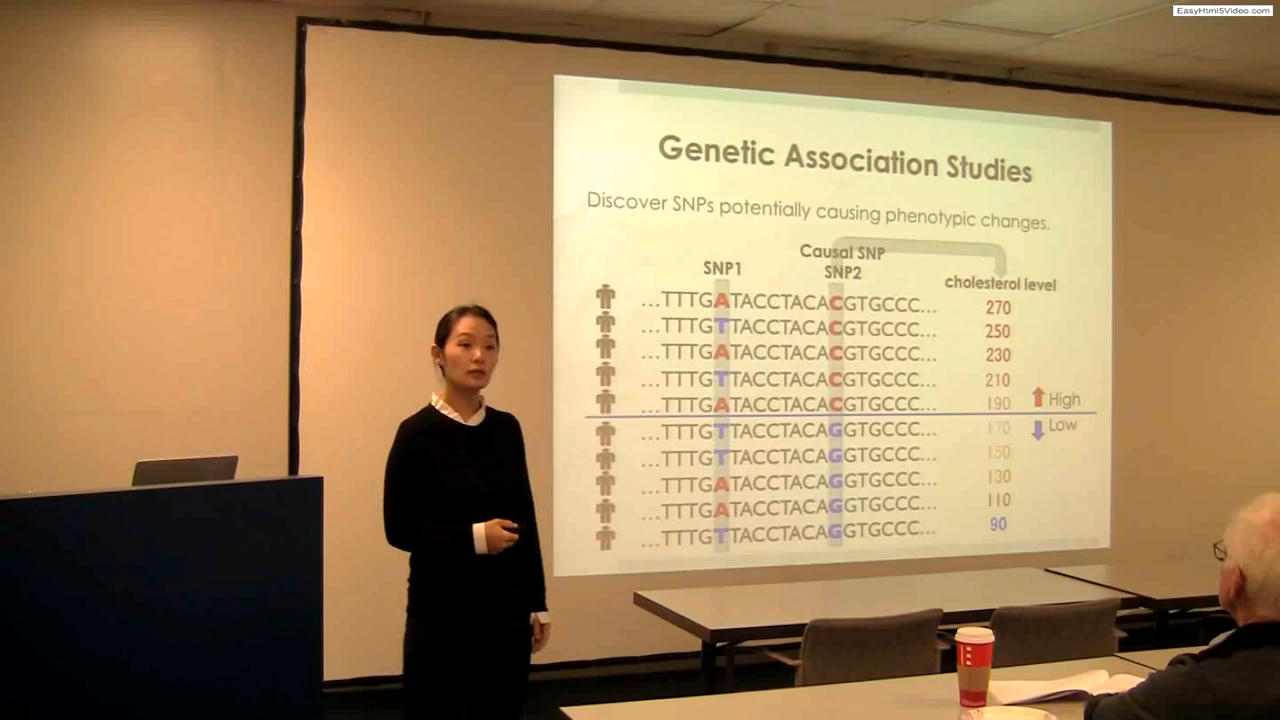 EasyHtml5Video.com
Genetic Association Studies
Discover SNPs potentially causing phenotypic changes.
Causal SNP
SNP1 SNP2 cholesterol level
...TTTGATACCTACACGTGCCC... 270
...TTTGTTACCTACACGTGCCC... 250
...TTTGATACCTACACGTGCCC... 230
...TTTGTTACCTACACGTGCCC... 210
...TTTGATACCTACACGTGCCC... 190 High
...TTTGTTACCTACAGGTGCCC... 170 Low
...TTTGTTACCTACAGGTGCCC... 150
...TTTGATACCTACAGGTGCCC... 130
...TTTGATACCTACAGGTGCCC... 110
...TTTGTTACCTACAGGTGCCC... 90